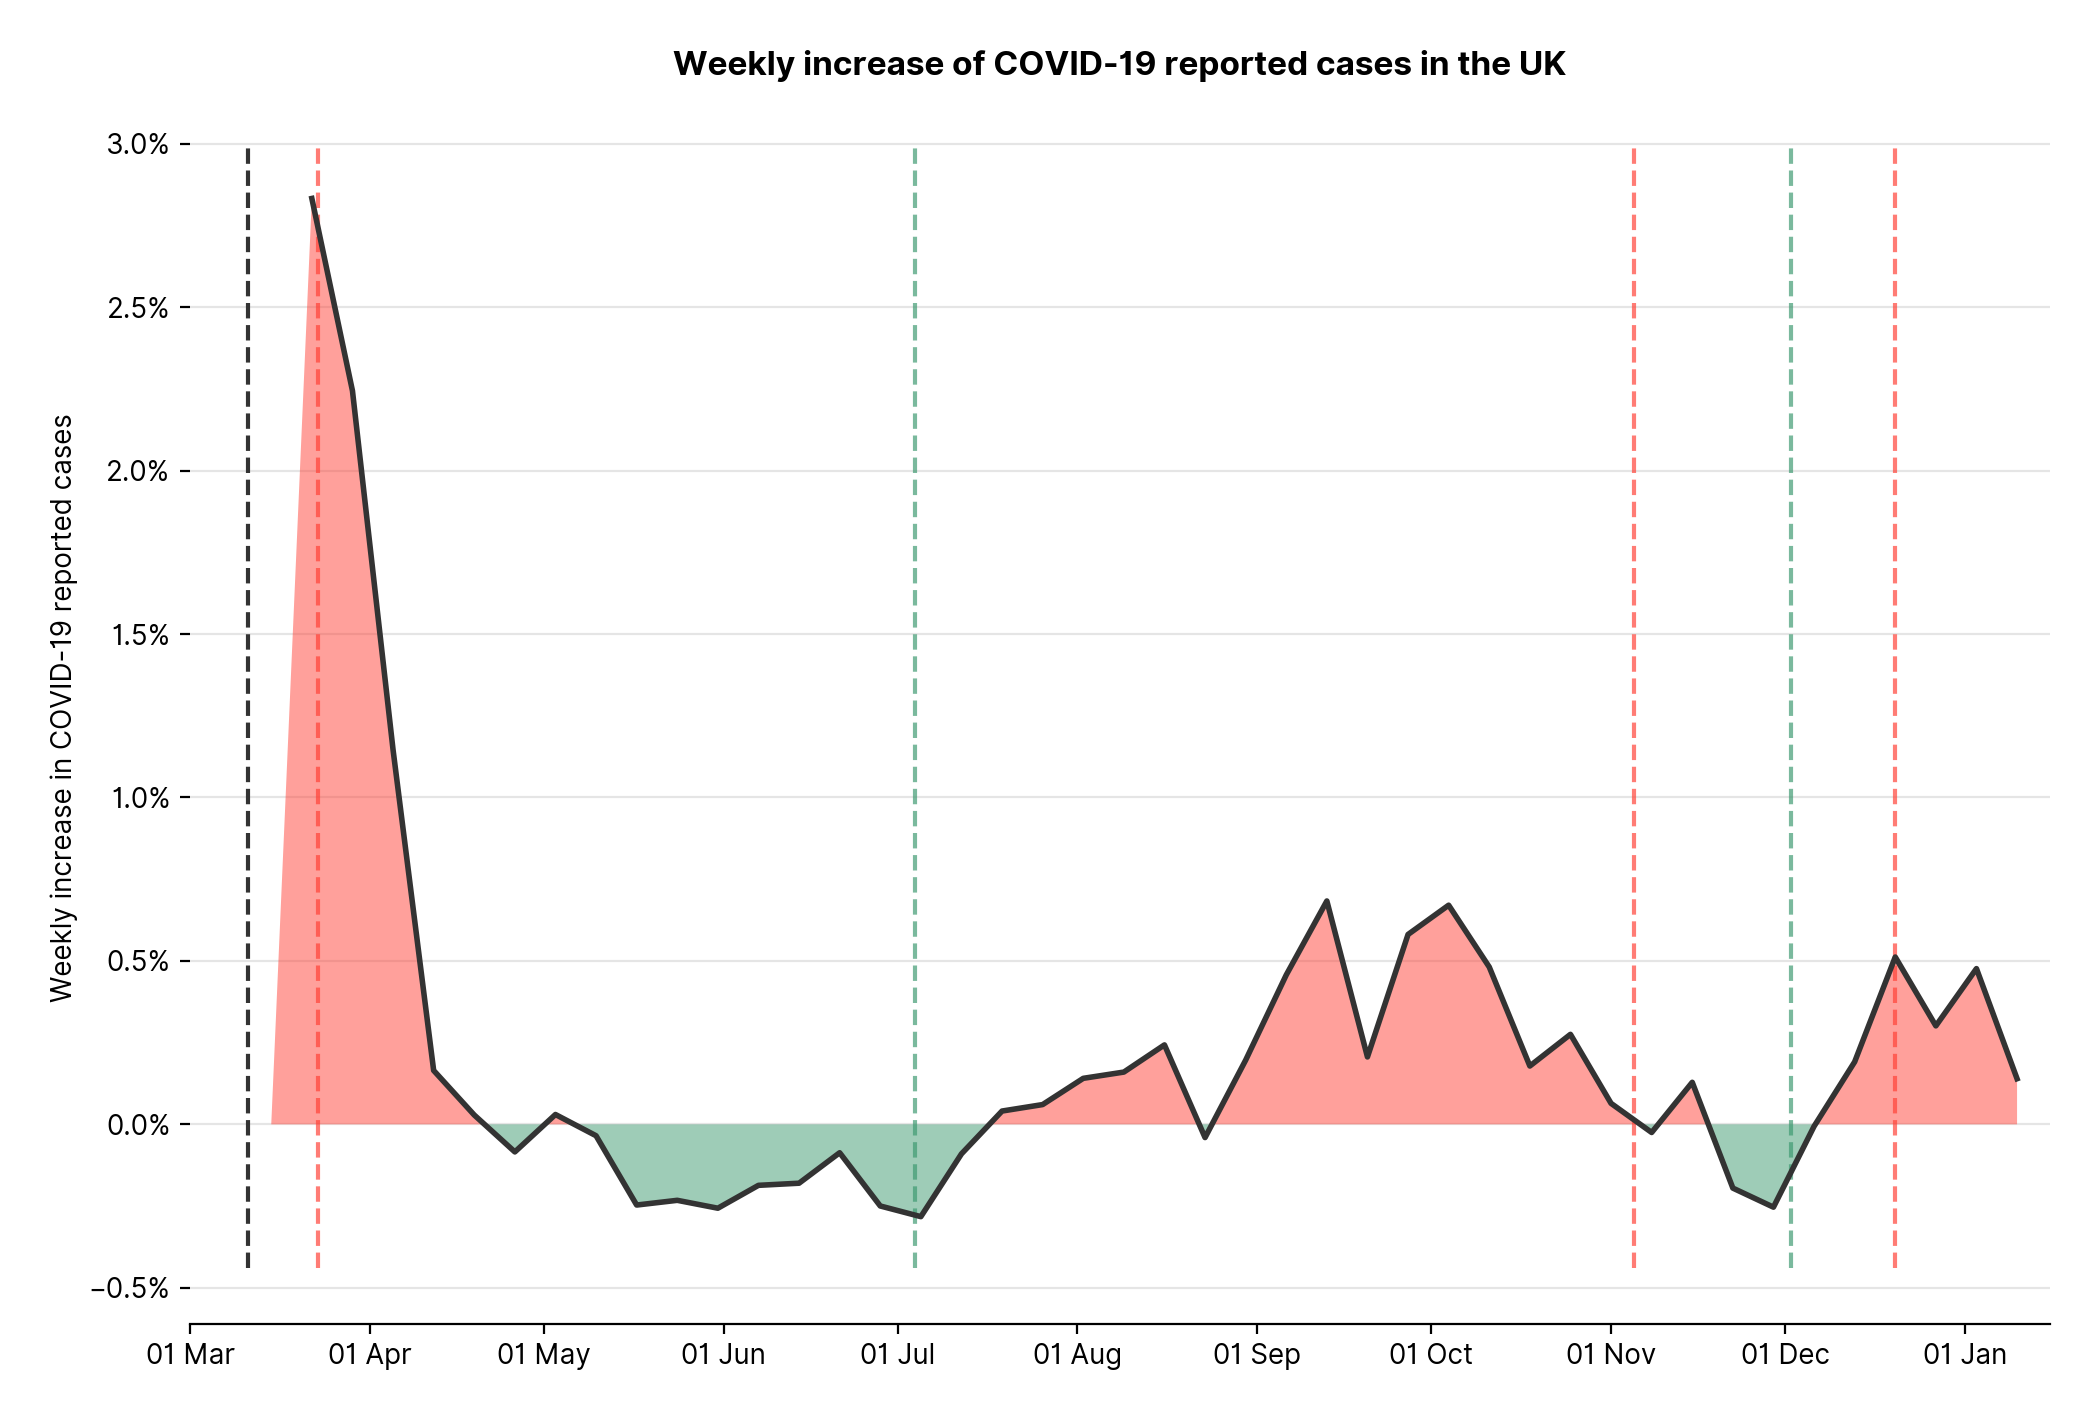 Weekly increase of COVID-19 reported cases in the UK
Weekly increase in COVID-19 reported cases
3.0%
2.5%
2.0%
1.5%
1.0%
0.5%
0.0%
−0.5%
01 Mar
01 Apr
01 May
01 Jun
01 Jul
01 Aug
01 Sep
01 Oct
01 Nov
01 Dec
01 Jan